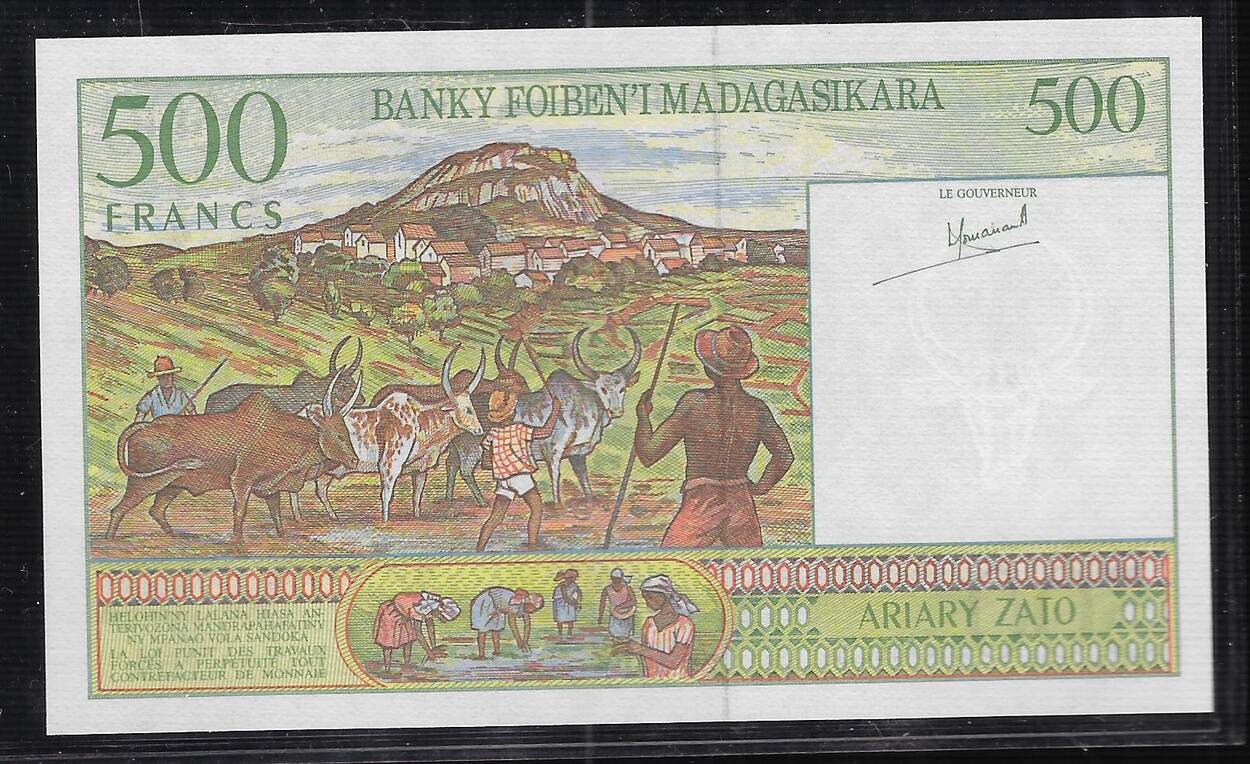 500
BANKY FOIBEN'I MADAGASIKARA
500
FRANCS
LE GOUVERNEUR
HELOHIN'NY LALANA HIASA AN-
TERIVOZONA MANDRAPAHAFATINY
NY MPANAO VOLA SANDOKA
LA LOI PUNIT DES TRAVAUX
FORCÉS A PERPÉTUITÉ TOUT
CONTREFACTEUR DE MONNAIE
ARIARY ZATO